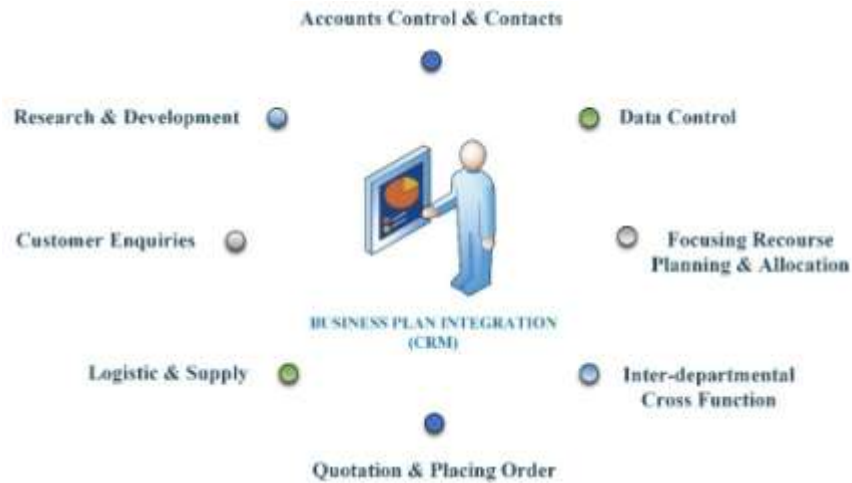 Accounts Control & Contacts
Research & Development
Data Control
Customer Enquiries
Focusing Recourse
Planning & Allocation
BUSINESS PLAN INTEGRATION
(CRM)
Logistic & Supply
Inter-departmental
Cross Function
Quotation & Placing Order